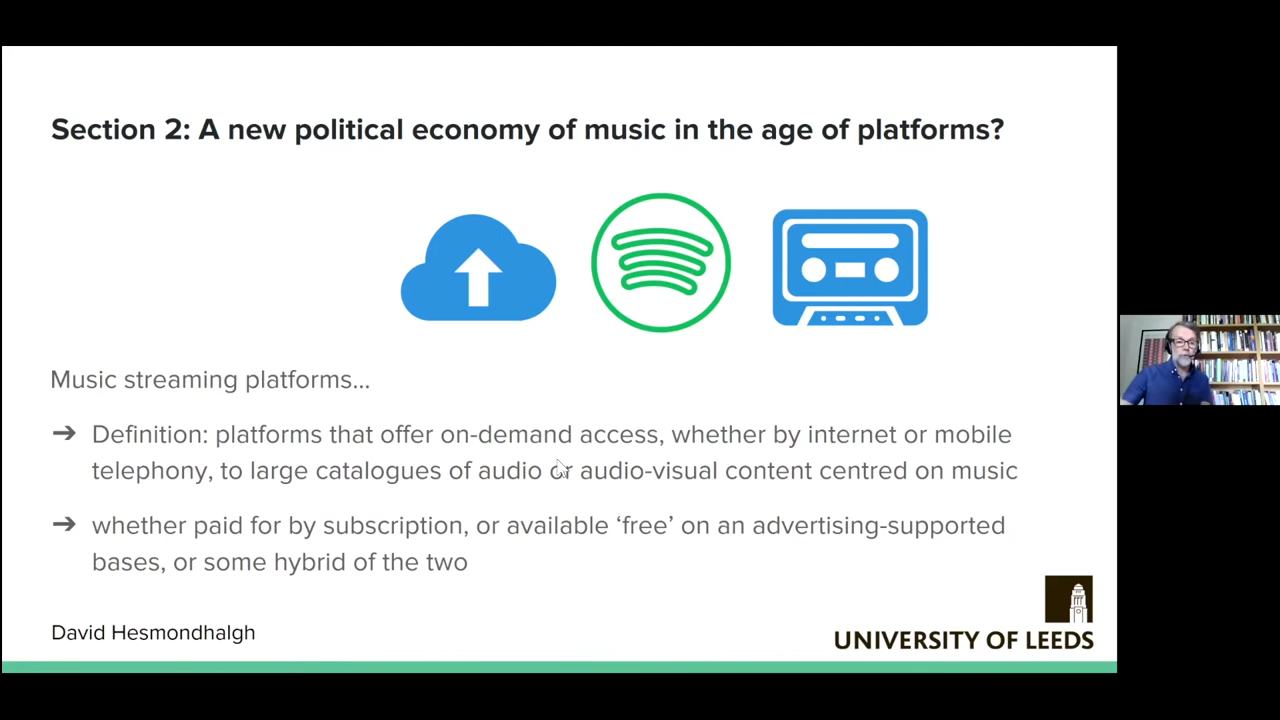 Section 2: A new political economy of music in the age of platforms?
Music streaming platforms...
➔ Definition: platforms that offer on-demand access, whether by internet or mobile
telephony, to large catalogues of audio or audio-visual content centred on music
➔ whether paid for by subscription, or available ‘free’ on an advertising-supported
bases, or some hybrid of the two
David Hesmondhalgh
UNIVERSITY OF LEEDS